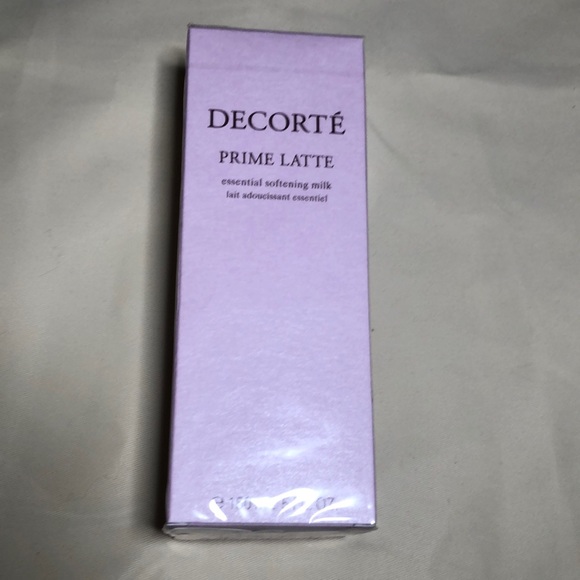 DECORTÉ
PRIME LATTE
essential softening milk
lait adoucissant essentiel